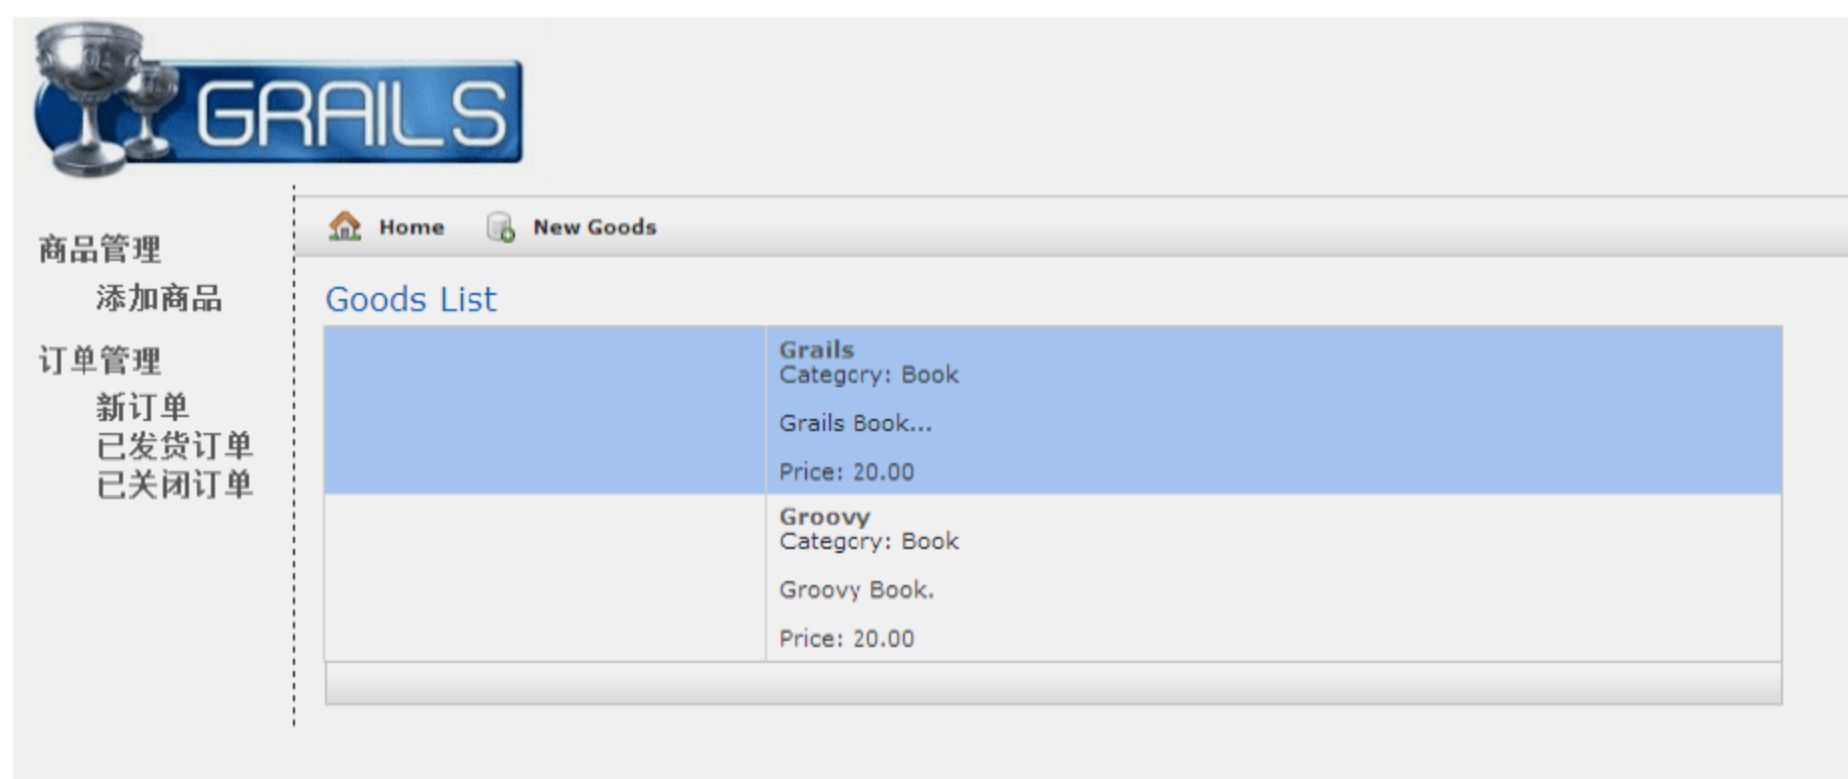 GRAILS
Home New Goods
商品管理
添加商品
订单管理
新订单
已发货订单
已关闭订单
Goods List
Grails
Category: Book
Grails Book...
Price: 20.00
Groovy
Category: Book
Groovy Book.
Price: 20.00